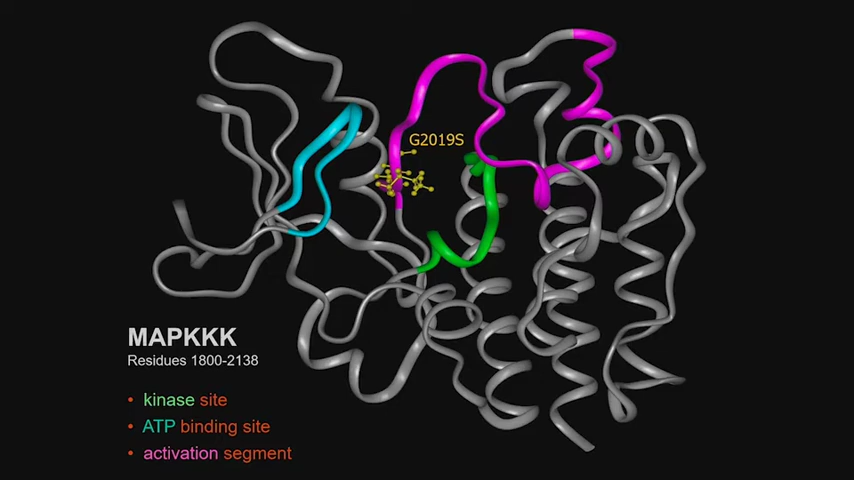 G2019S
MAPKKK
Residues 1800-2138
• kinase site
• ATP binding site
• activation segment